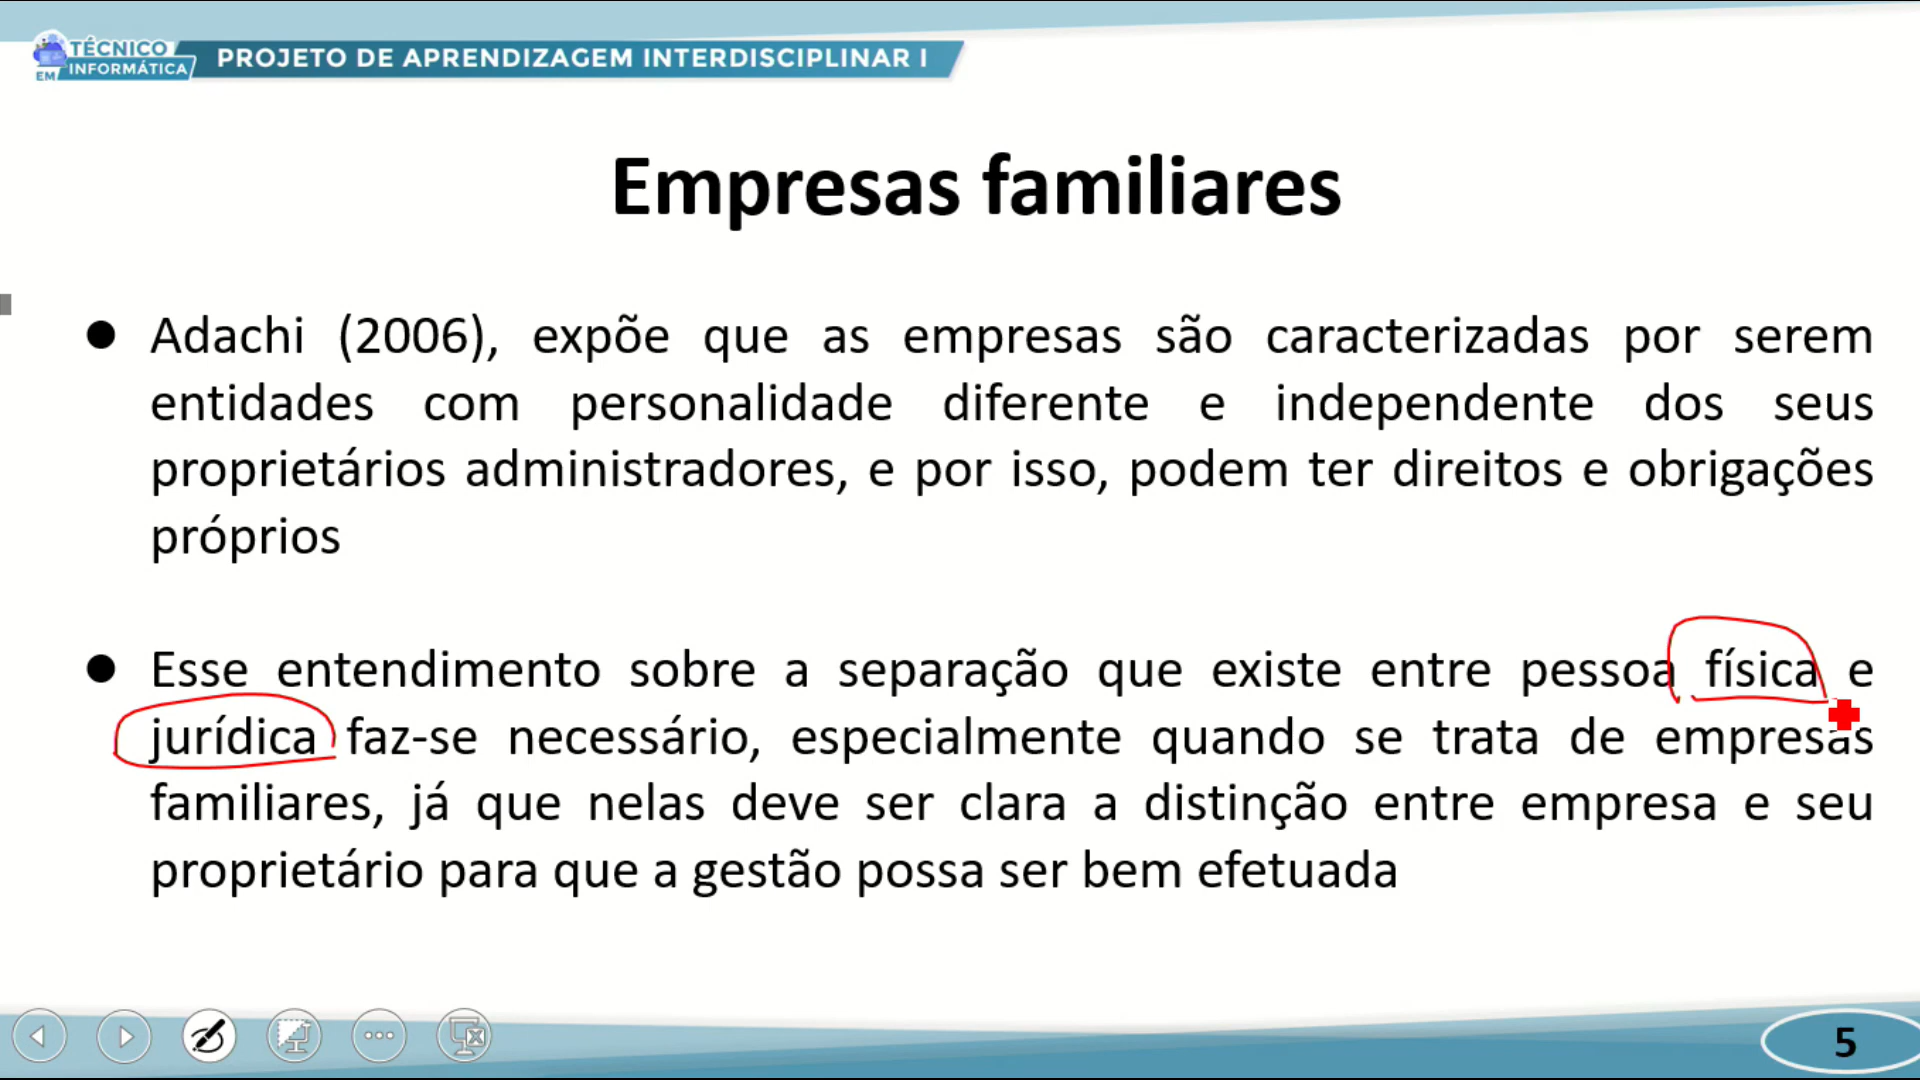 TÉCNICO
EM INFORMÁTICA
PROJETO DE APRENDIZAGEM INTERDISCIPLINAR I
Empresas familiares
● Adachi (2006), expõe que as empresas são caracterizadas por serem
entidades com personalidade diferente e independente dos seus
proprietários administradores, e por isso, podem ter direitos e obrigações
próprios
● Esse entendimento sobre a separação que existe entre pessoa física e
jurídica faz-se necessário, especialmente quando se trata de empresas
familiares, já que nelas deve ser clara a distinção entre empresa e seu
proprietário para que a gestão possa ser bem efetuada
5